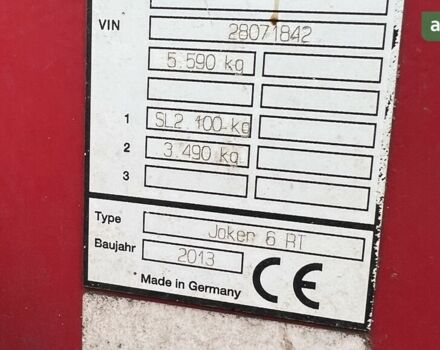 VIN 28071842
5.590 kg
1 SL2.100 kg
2 3.490 kg
3
Type Joker 6 RT
Baujahr 2013
Made in Germany CE
a